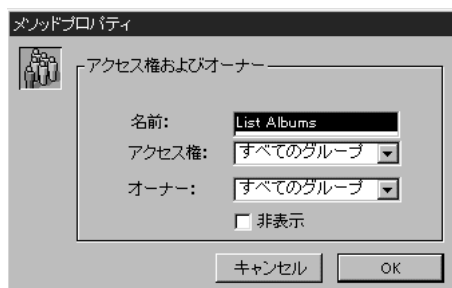 メソッドプロパティ
アクセス権およびオーナー
名前: List Albums
アクセス権: すべてのグループ
オーナー: すべてのグループ
非表示
キャンセル OK